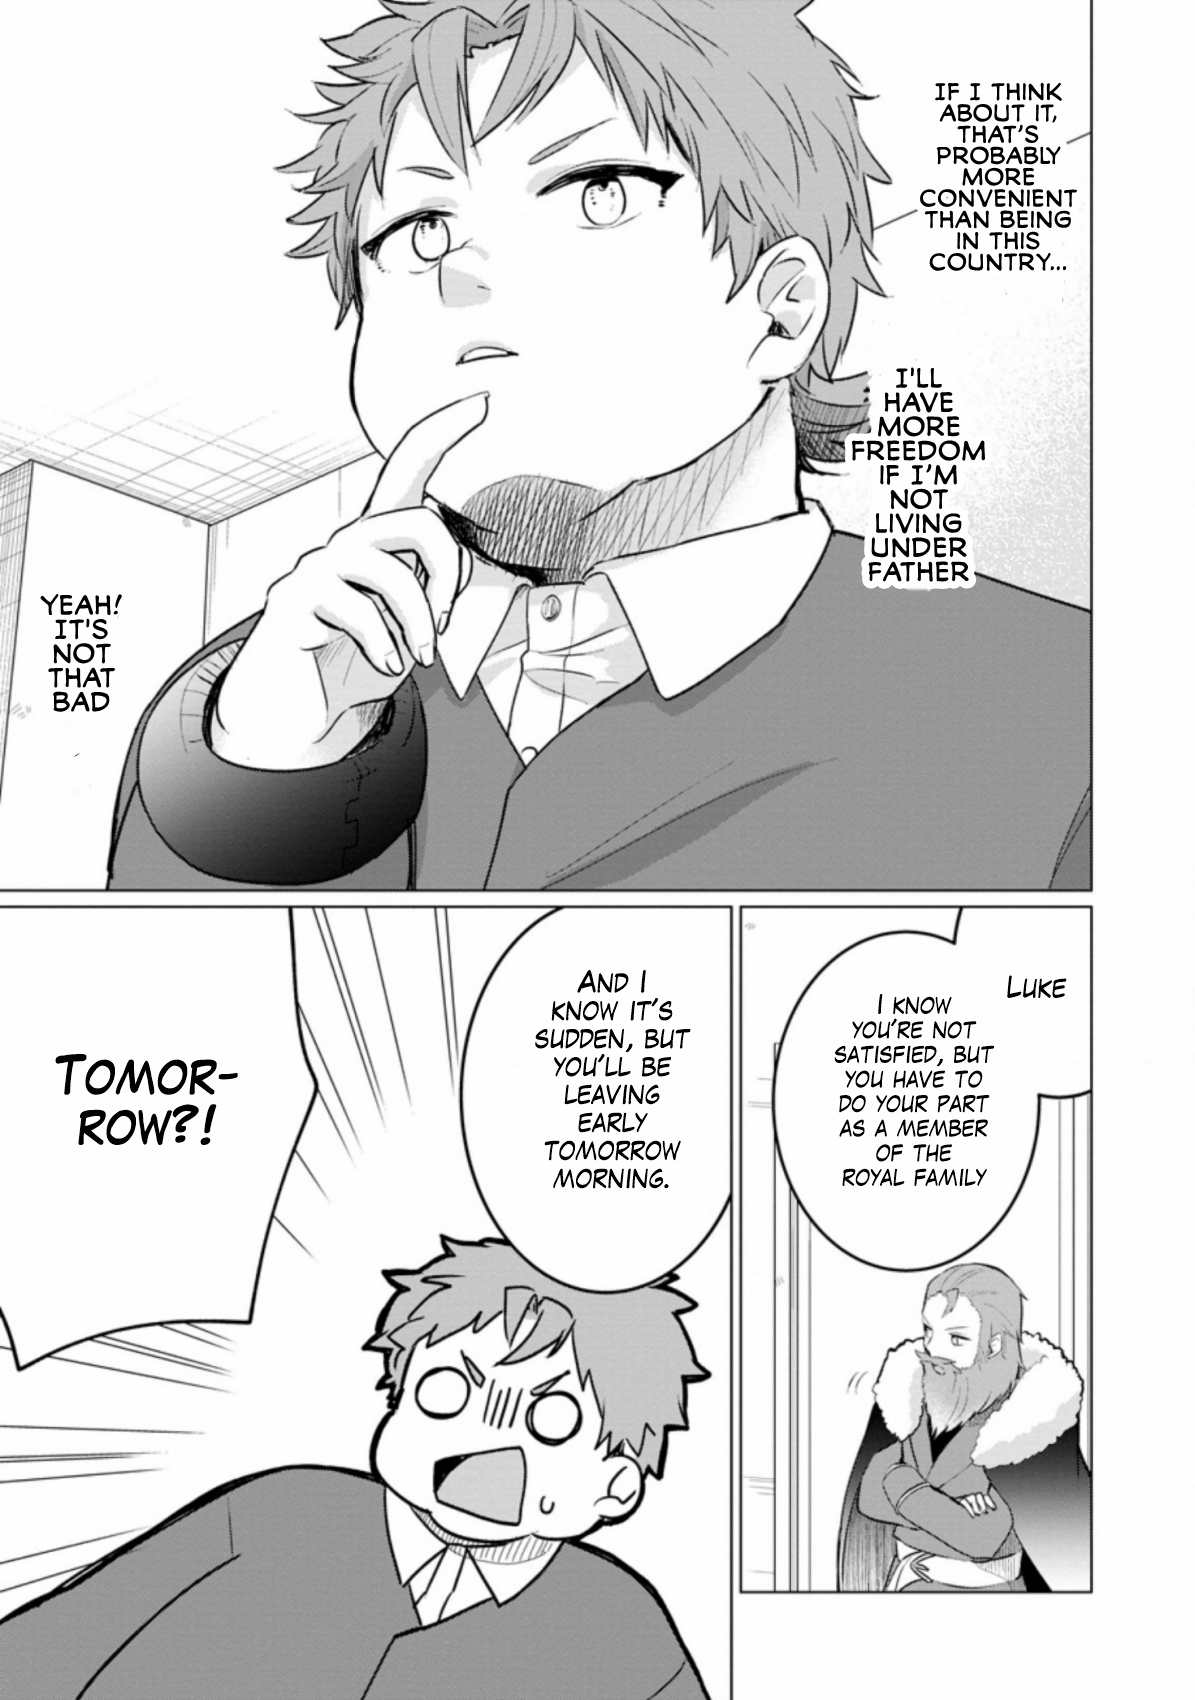 IF I THINK
ABOUT IT,
THAT'S
PROBABLY
MORE
CONVENIENT
THAN BEING
IN THIS
COUNTRY...
I'LL
HAVE
MORE
FREEDOM
IF I'M
NOT
LIVING
UNDER
FATHER
YEAH!
IT'S
NOT
THAT
BAD
LUKE
I KNOW
YOU'RE NOT
SATISFIED, BUT
YOU HAVE TO
DO YOUR PART
AS A MEMBER
OF THE
ROYAL FAMILY
AND I
KNOW IT'S
SUDDEN, BUT
YOU'LL BE
LEAVING
EARLY
TOMORROW
MORNING.
TOMOR-
ROW?!